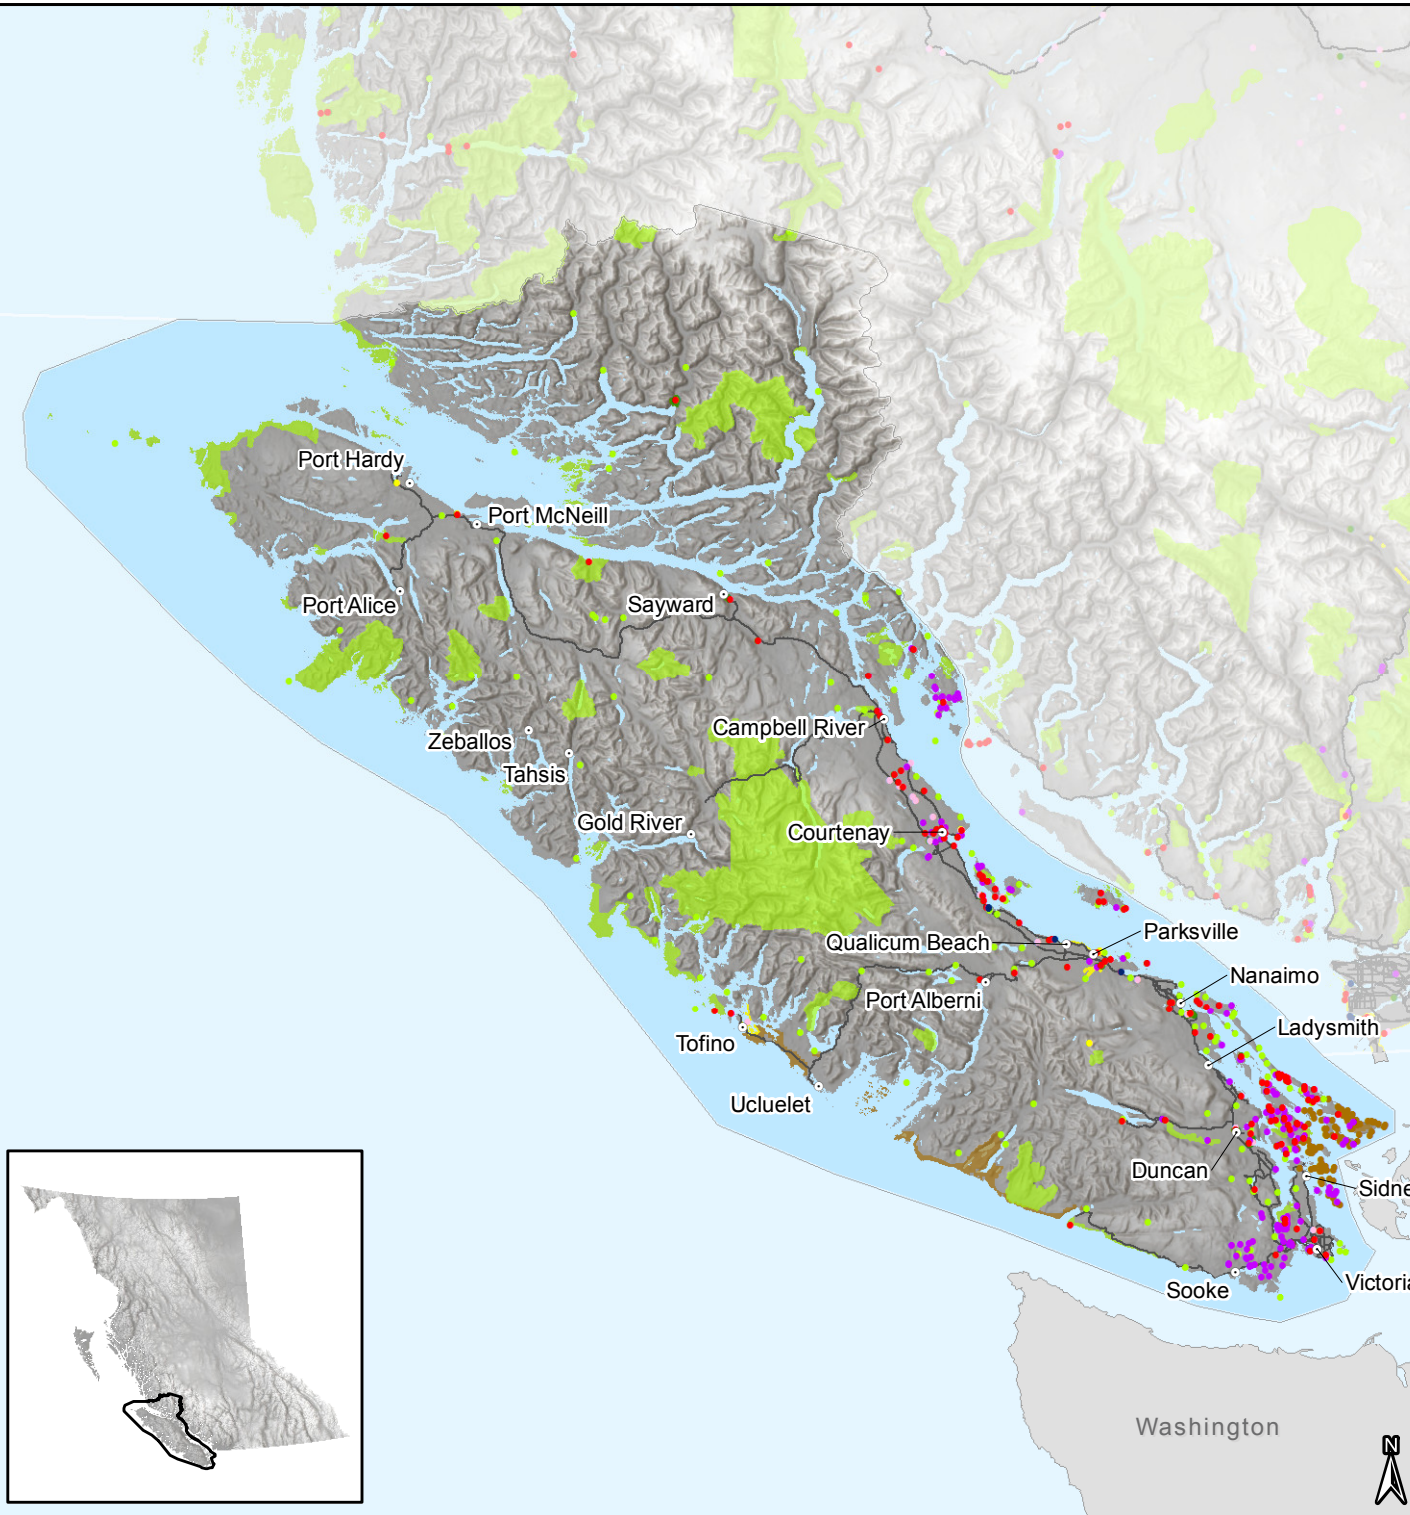 Port Hardy
Port McNeill
Port Alice
Sayward
Campbell River
Zeballos
Tahsis
Gold River
Courtenay
Parksville
Qualicum Beach
Nanaimo
Port Alberni
Ladysmith
Tofino
Ucluelet
Duncan
Sidne
Sooke
Victoria
Washington
N